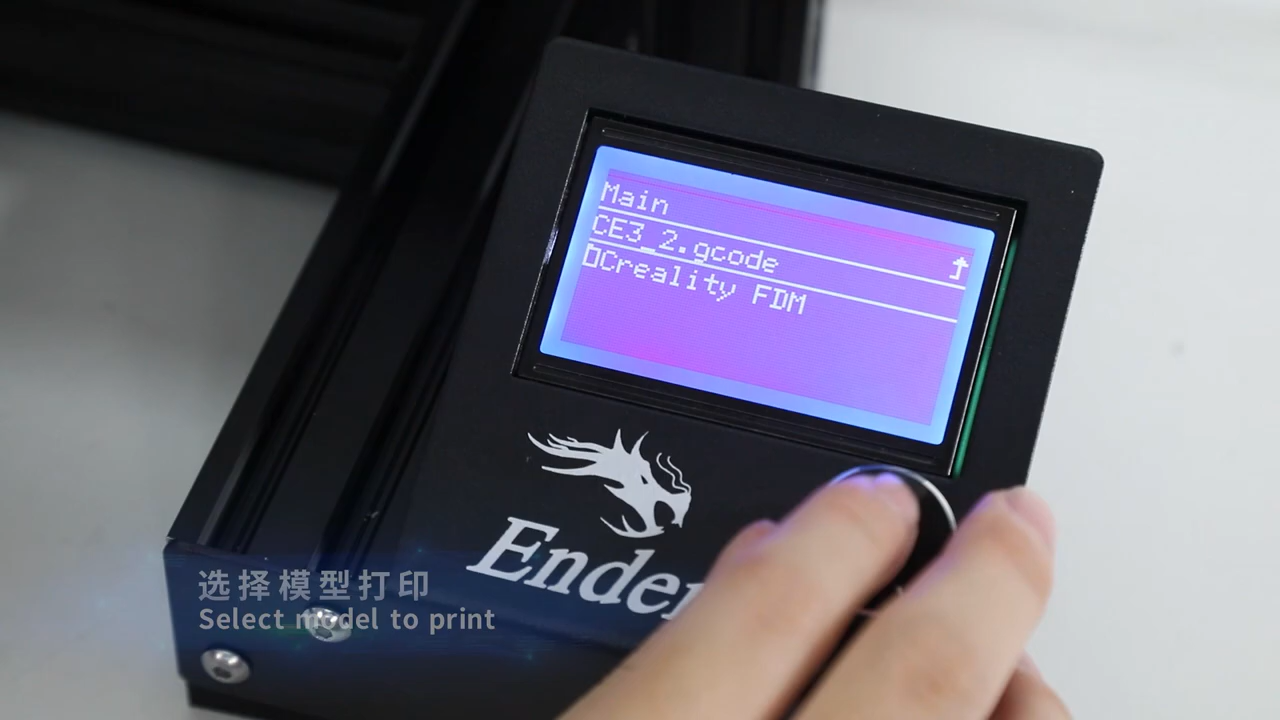 Main
CE3_2.gcode
Creality FDM
Ender
选择模型打印
Select model to print